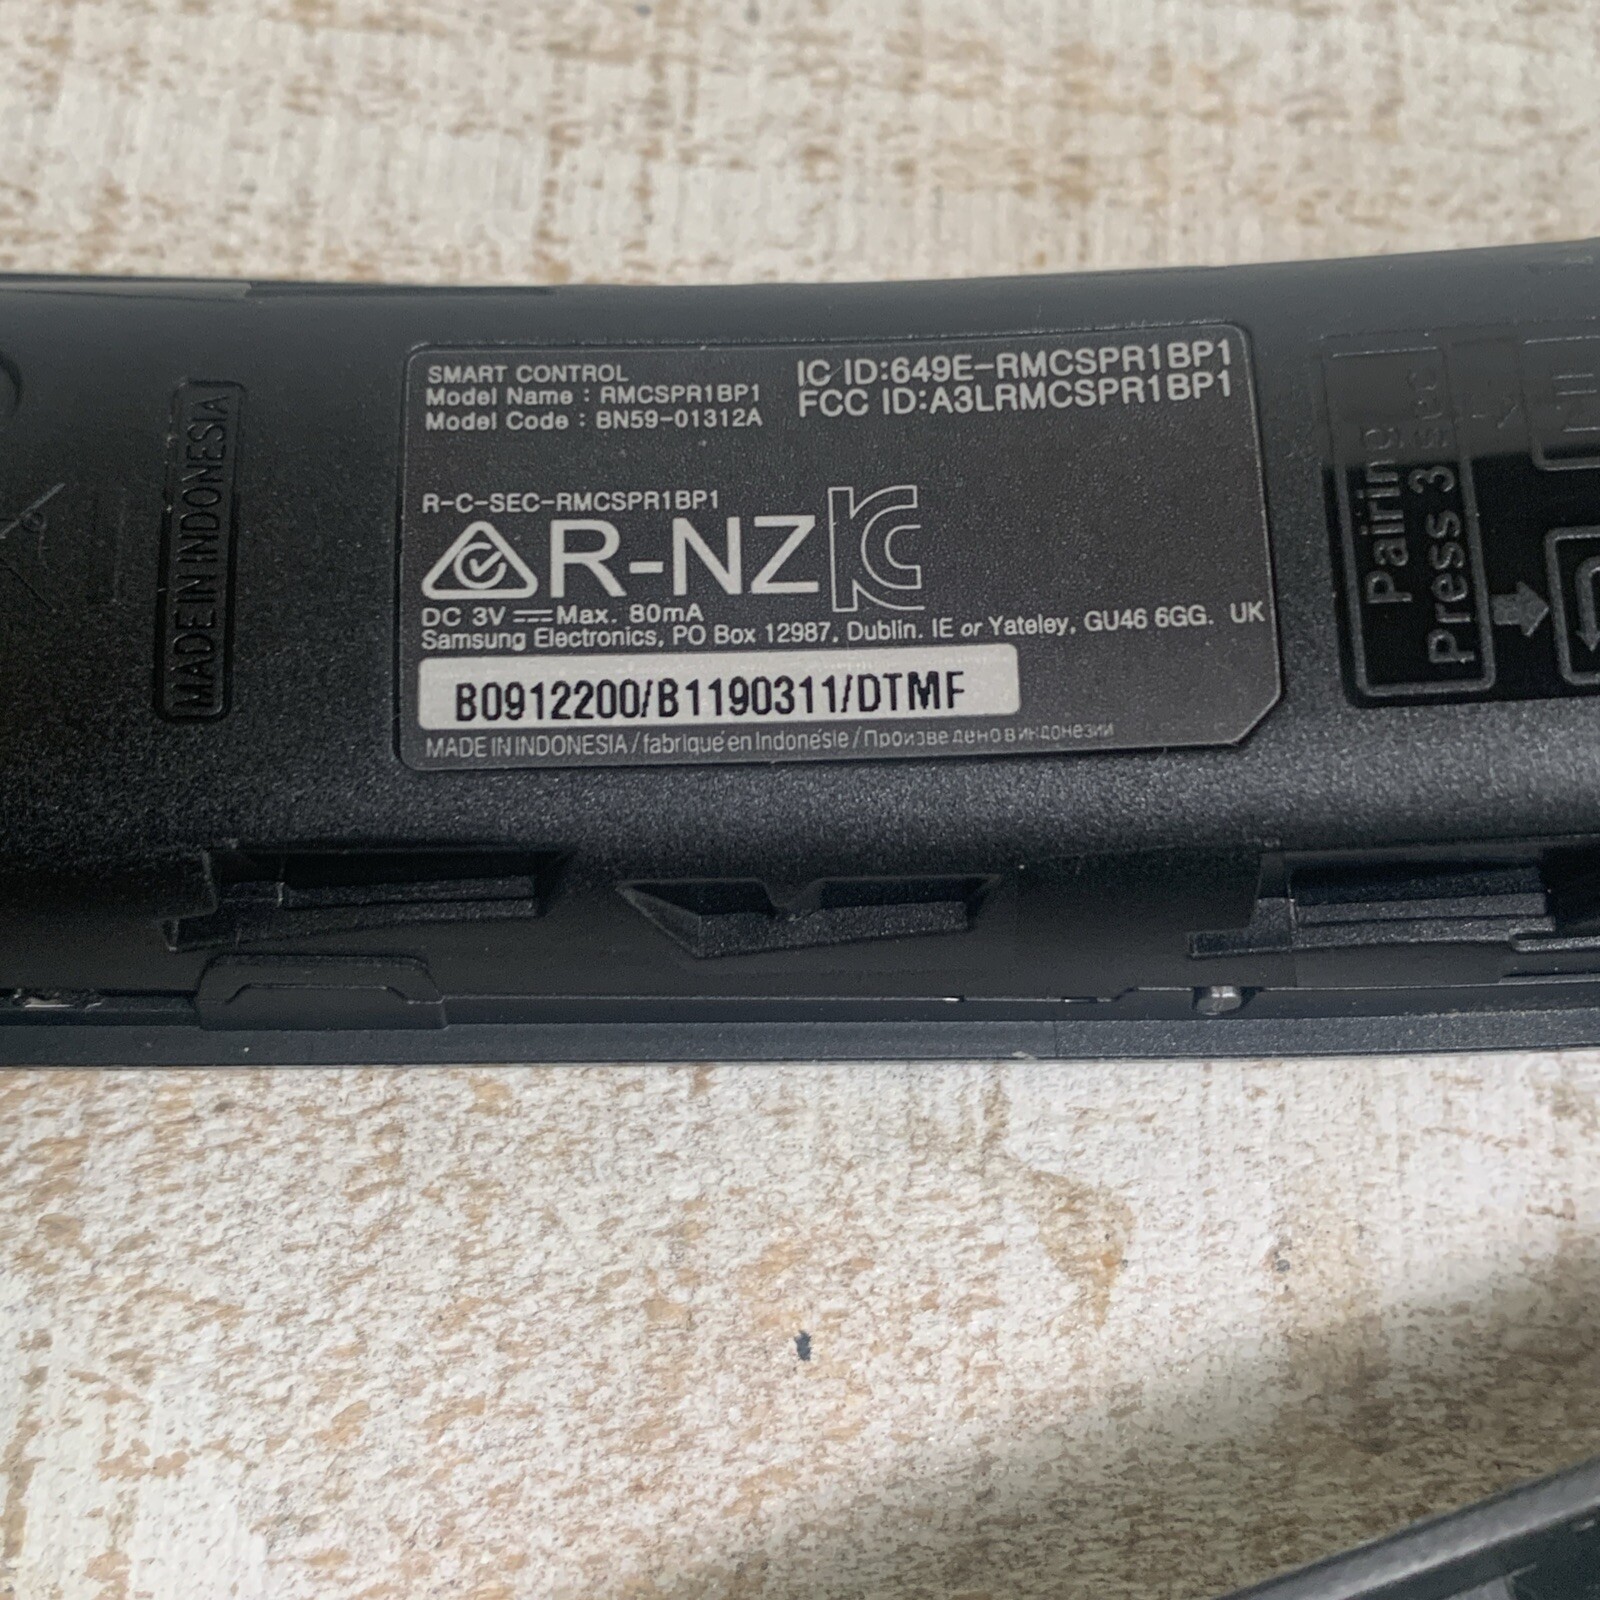 SMART CONTROL
Model Name : RMCSPR1BP1
Model Code : BN59-01312A
IC ID:649E-RMCSPR1BP1
FCC ID:A3LRMCSPR1BP1
R-C-SEC-RMCSPR1BP1
R-NZ
DC 3V Max. 80mA
Samsung Electronics, PO Box 12987, Dublin. IE or Yateley, GU46 6GG. UK
B0912200/B1190311/DTMF
MADE IN INDONESIA / fabriqué en Indonésie / Произведено в Индонезии
MADE IN INDONESIA
Pairing
Press 3 sec